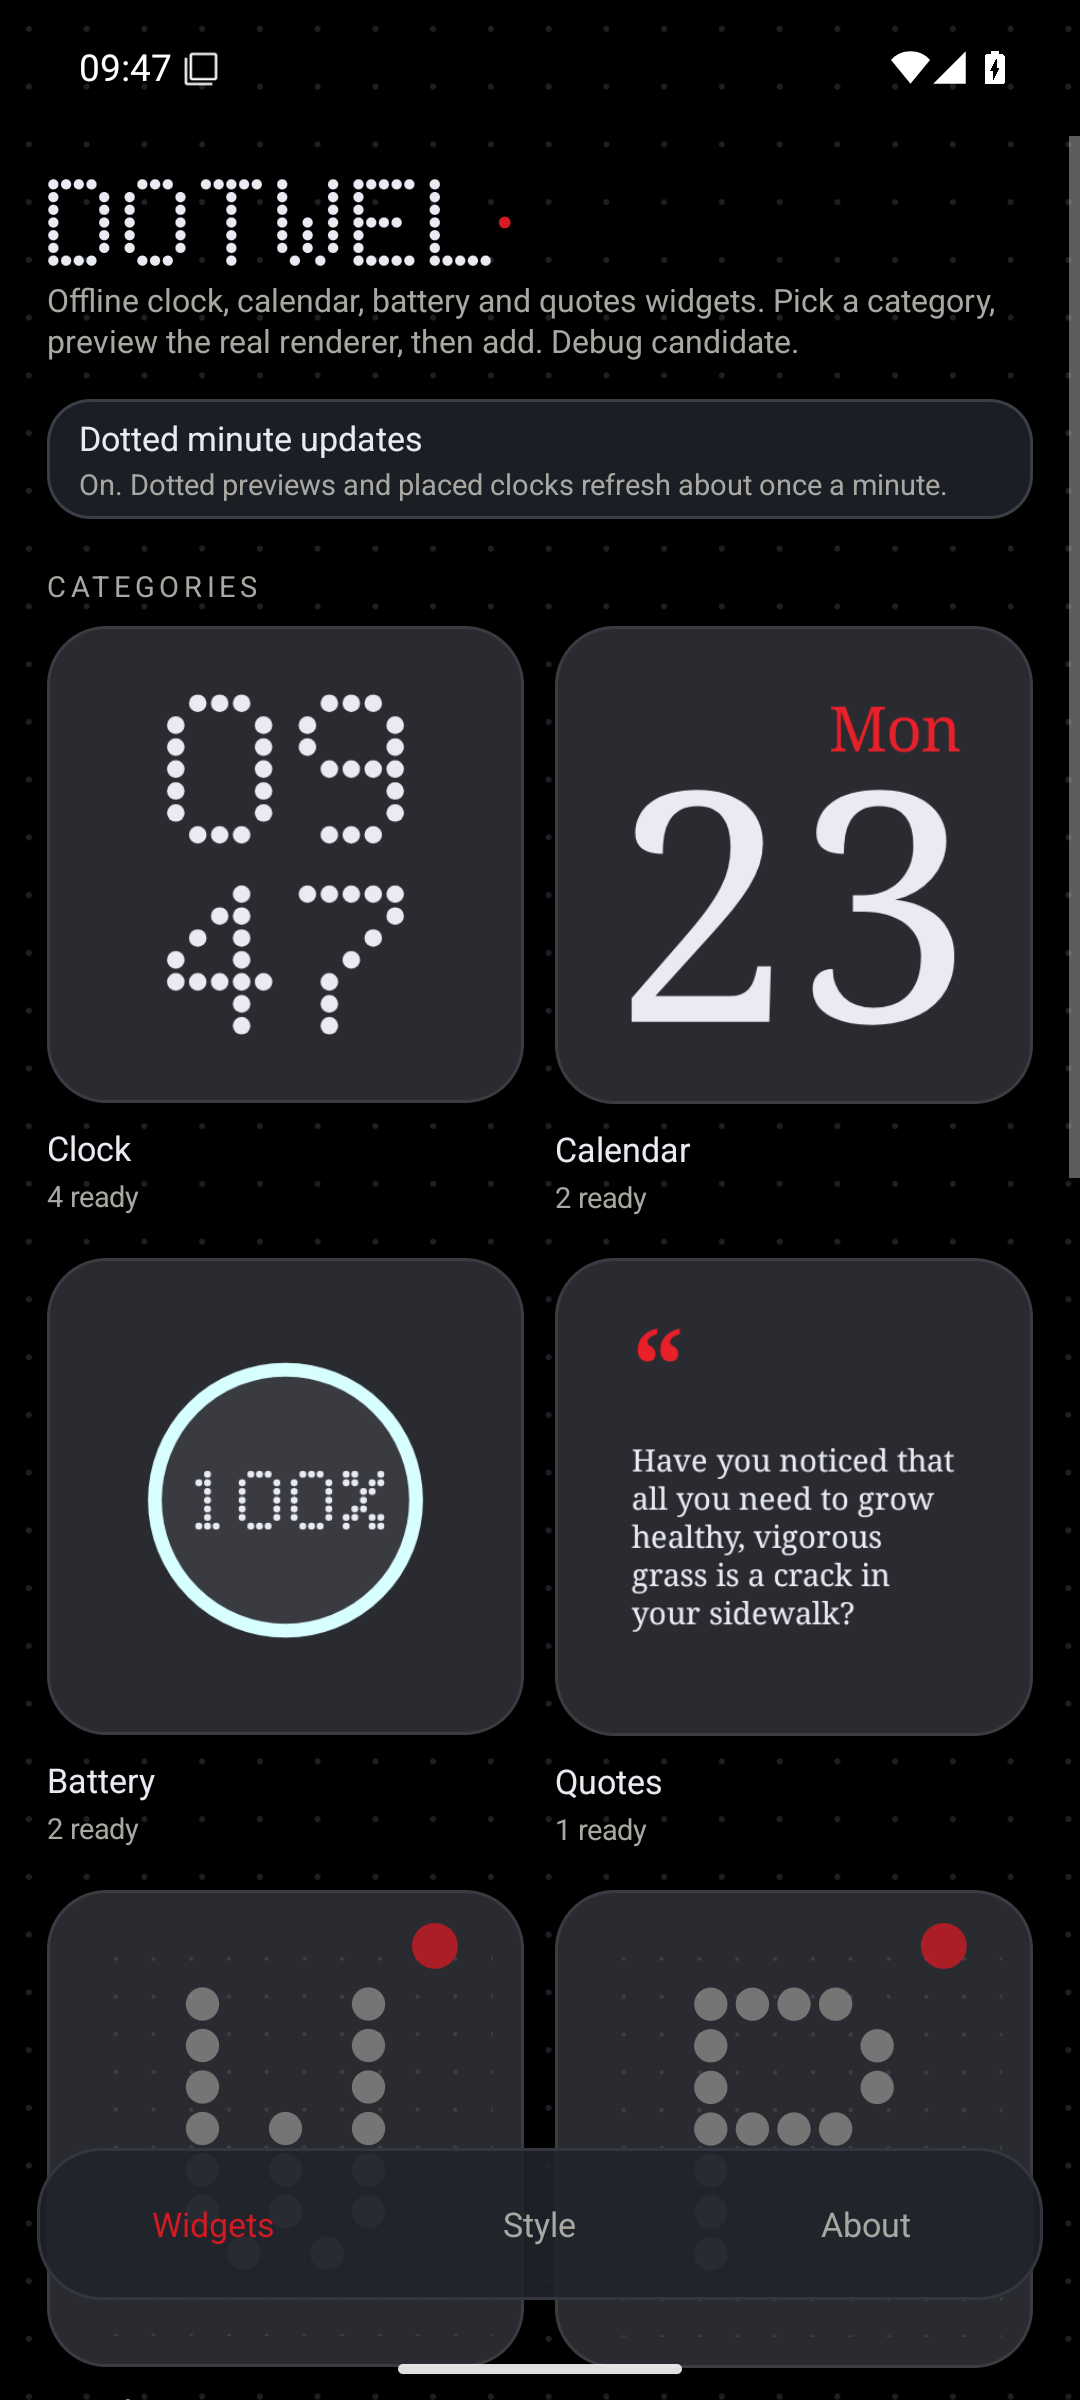 09:47
DOTWEL
Offline clock, calendar, battery and quotes widgets. Pick a category,
preview the real renderer, then add. Debug candidate.
Dotted minute updates
On. Dotted previews and placed clocks refresh about once a minute.
CATEGORIES
09
47
Mon
23
Clock
4 ready
Calendar
2 ready
100%
“
Have you noticed that
all you need to grow
healthy, vigorous
grass is a crack in
your sidewalk?
Battery
2 ready
Quotes
1 ready
W
P
Widgets
Style
About